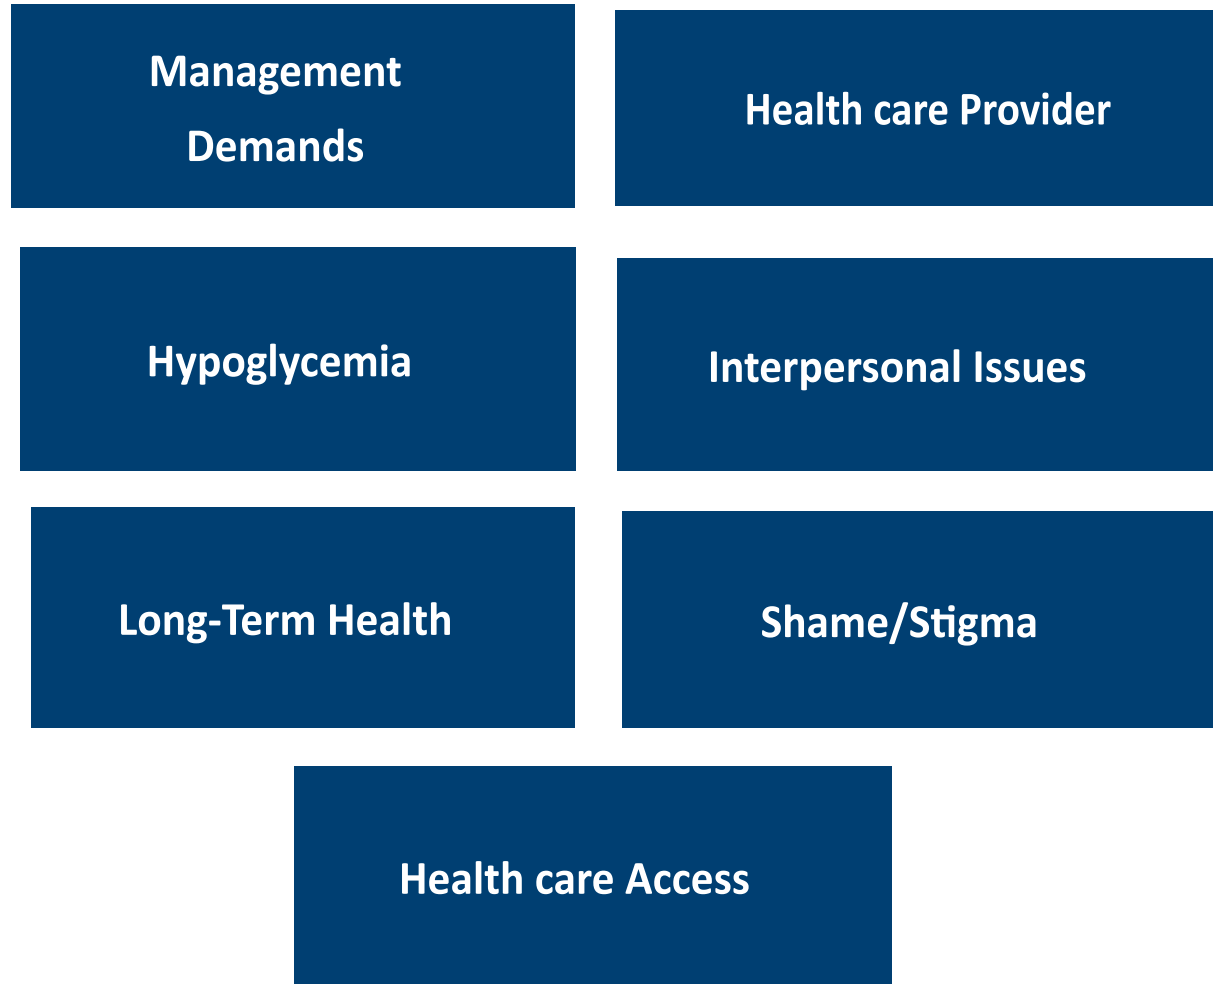 Management
Demands
Health care Provider
Hypoglycemia
Interpersonal Issues
Long-Term Health
Shame/Stigma
Health care Access